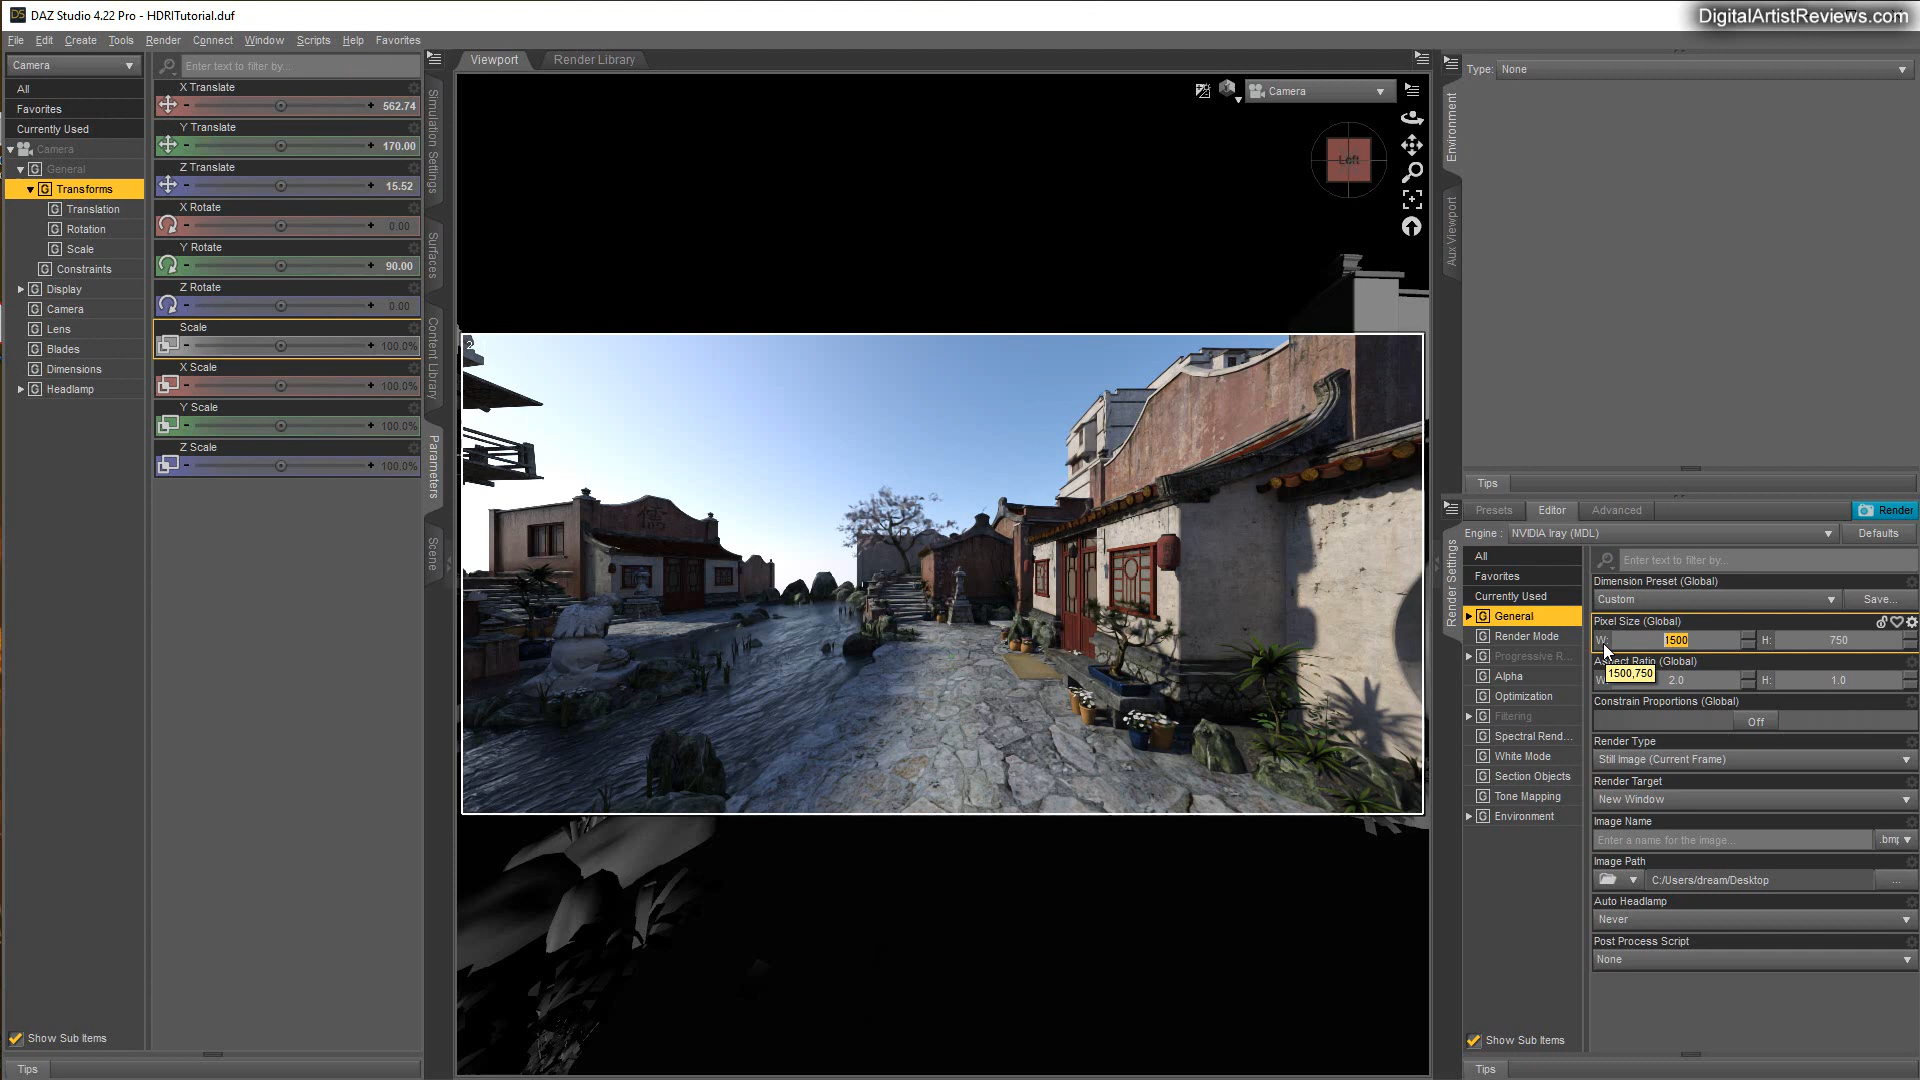 DAZ Studio 4.22 Pro - HDRITutorial.duf
DigitalArtistReviews.com
File Edit Create Tools Render Connect Window Scripts Help Favorites
Camera
All
Favorites
Currently Used
Camera
General
Transforms
Translation
Rotation
Scale
Constraints
Display
Camera
Lens
Blades
Dimensions
Headlamp
Show Sub Items
Tips
Enter text to filter by...
X Translate
562.74
Y Translate
170.00
Z Translate
15.52
X Rotate
0.00
Y Rotate
90.00
Z Rotate
0.00
Scale
100.0%
X Scale
100.0%
Y Scale
100.0%
Z Scale
100.0%
Simulation Settings
Surfaces
Content Library
Parameters
Scene
Viewport
Render Library
Camera
Left
Environment
Aux Viewport
Type: None
Tips
Render Settings
Presets
Editor
Advanced
Render
Engine : NVIDIA Iray (MDL)
Defaults
All
Favorites
Currently Used
General
Render Mode
Progressive R...
Alpha
Optimization
Filtering
Spectral Rend...
White Mode
Section Objects
Tone Mapping
Environment
Show Sub Items
Tips
Enter text to filter by...
Dimension Preset (Global)
Custom
Save...
Pixel Size (Global)
W: 1500 H: 750
Aspect Ratio (Global)
1500,750
W 2.0 H: 1.0
Constrain Proportions (Global)
Off
Render Type
Still Image (Current Frame)
Render Target
New Window
Image Name
Enter a name for the image...
.bmp
Image Path
C:/Users/dream/Desktop
...
Auto Headlamp
Never
Post Process Script
None